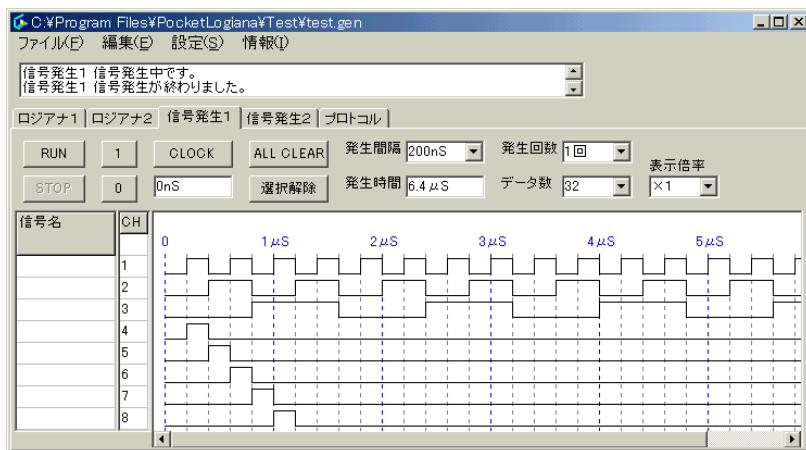 C:¥Program Files¥PocketLogiana¥Test¥test.gen
ファイル(F) 編集(E) 設定(S) 情報(I)
信号発生1 信号発生中です。
信号発生1 信号発生が終わりました。
ロジアナ1 ロジアナ2 信号発生1 信号発生2 プロトコル
RUN 1 CLOCK ALL CLEAR 発生間隔 200nS 発生回数 1回 表示倍率
STOP 0 0nS 選択解除 発生時間 6.4μS データ数 32 ×1
信号名 CH
0 1μS 2μS 3μS 4μS 5μS
1
2
3
4
5
6
7
8